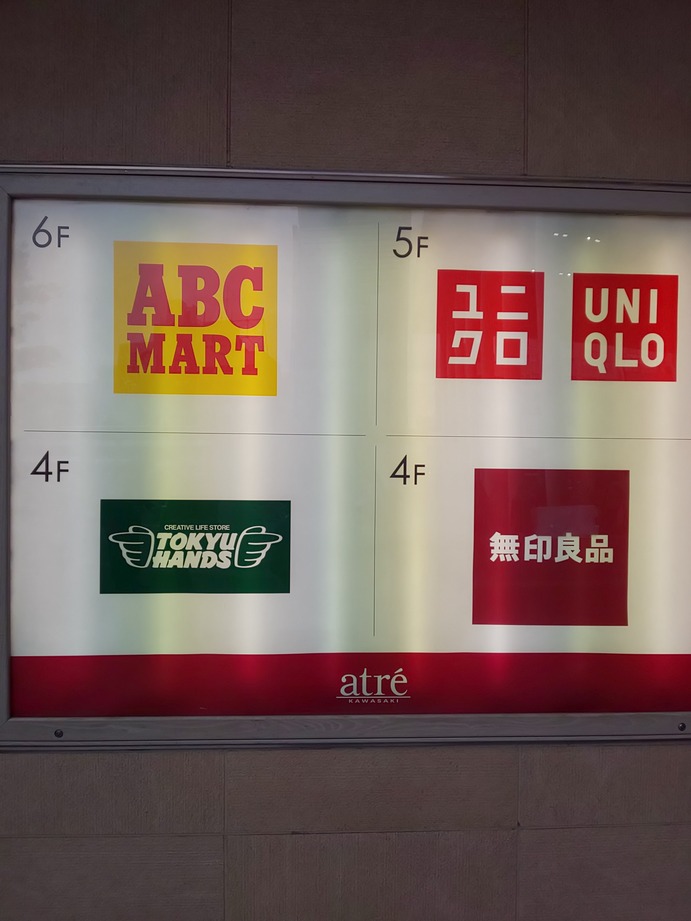 6F
ABC
MART
5F
ユニ
クロ
UNI
QLO
4F
CREATIVE LIFE STORE
TOKYU
HANDS
4F
無印良品
atré
KAWASAKI